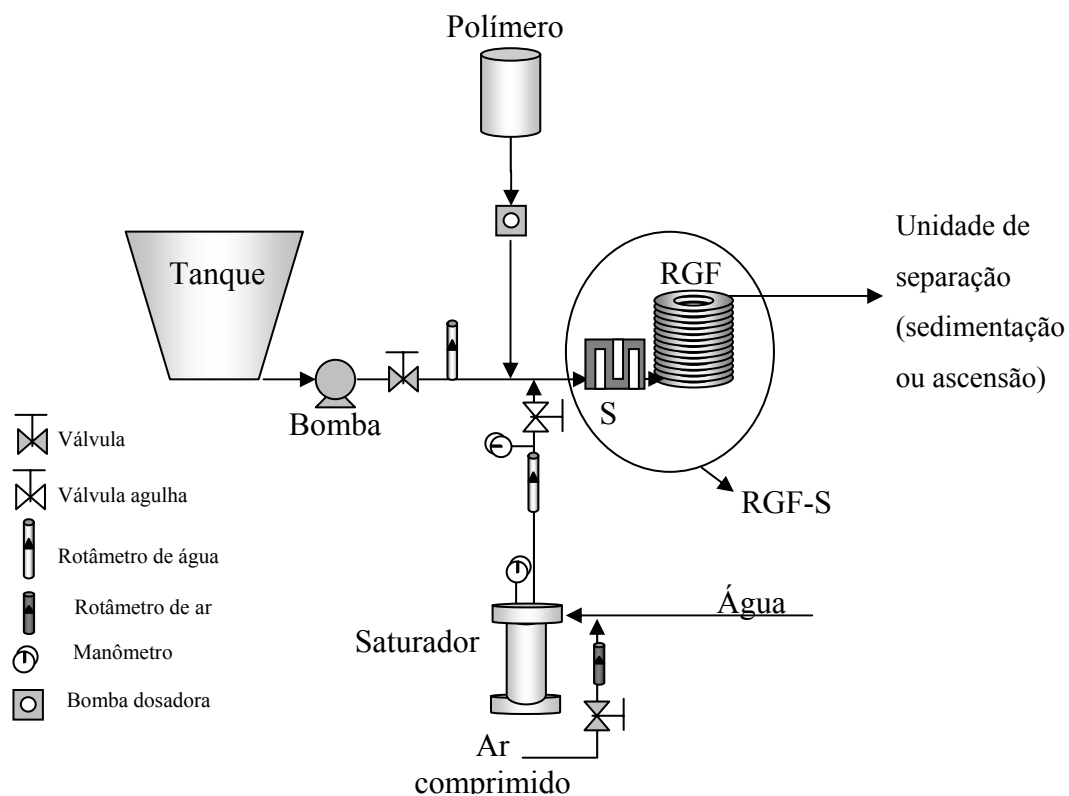 Polímero
Tanque
Bomba
RGF
S
Unidade de
separação
(sedimentação
ou ascensão)
RGF-S
Válvula
Válvula agulha
Rotâmetro de água
Rotâmetro de ar
Manômetro
Bomba dosadora
Saturador
Água
Ar
comprimido